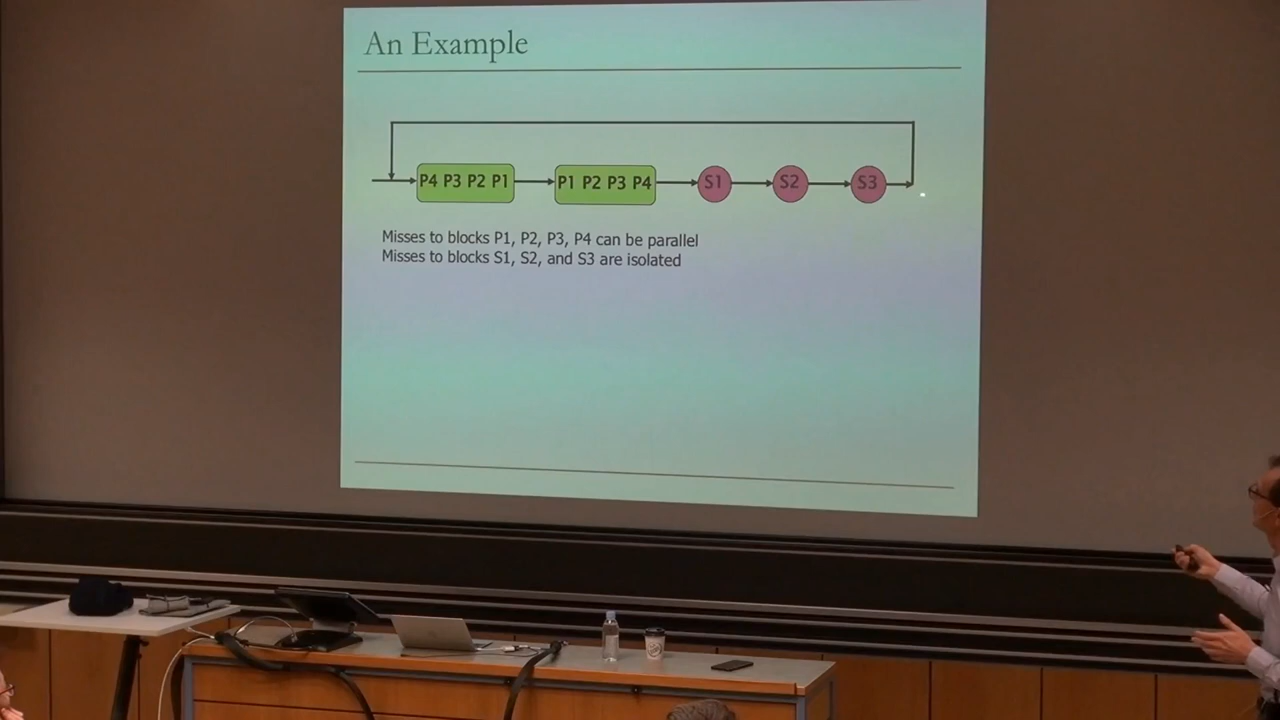 An Example
P4 P3 P2 P1 P1 P2 P3 P4 S1 S2 S3
Misses to blocks P1, P2, P3, P4 can be parallel
Misses to blocks S1, S2, and S3 are isolated